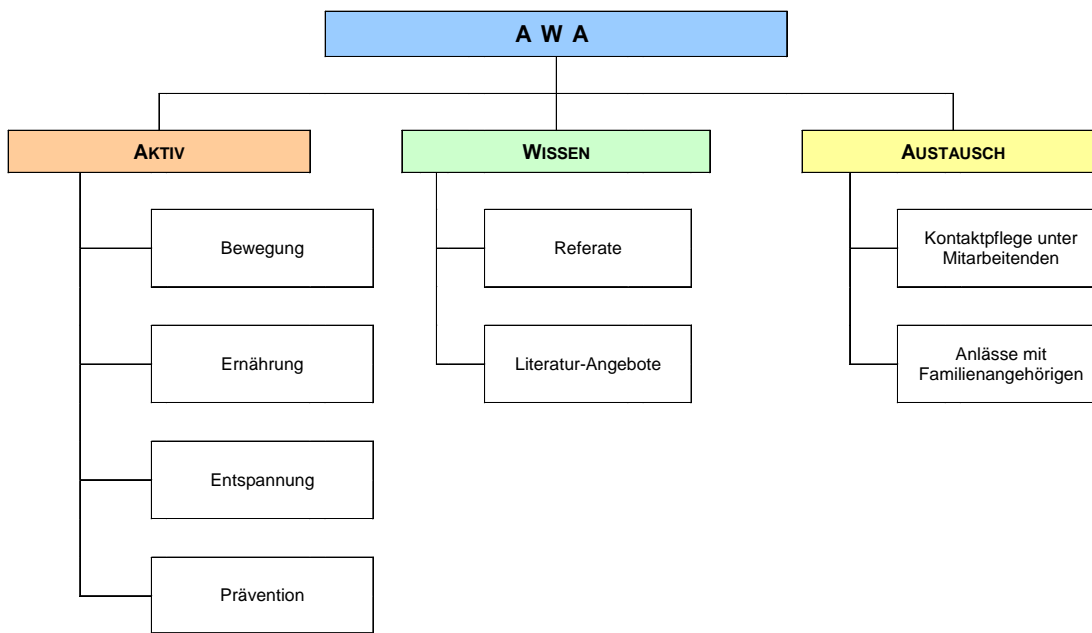 A W A
AKTIV
WISSEN
AUSTAUSCH
Bewegung
Ernährung
Entspannung
Prävention
Referate
Literatur-Angebote
Kontaktpflege unter
Mitarbeitenden
Anlässe mit
Familienangehörigen